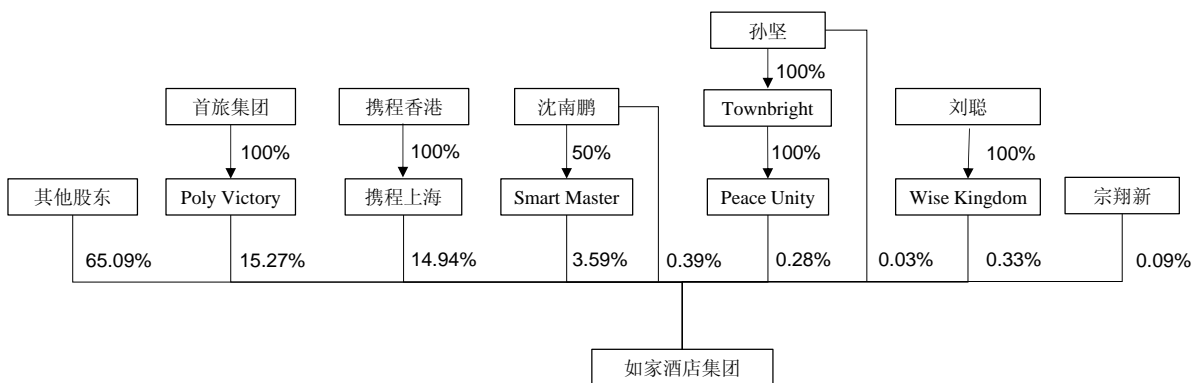 孙坚
100%
首旅集团
携程香港
沈南鹏
Townbright
刘聪
100%
100%
50%
100%
100%
其他股东
Poly Victory
携程上海
Smart Master
Peace Unity
Wise Kingdom
宗翔新
65.09%
15.27%
14.94%
3.59%
0.39%
0.28%
0.03%
0.33%
0.09%
如家酒店集团